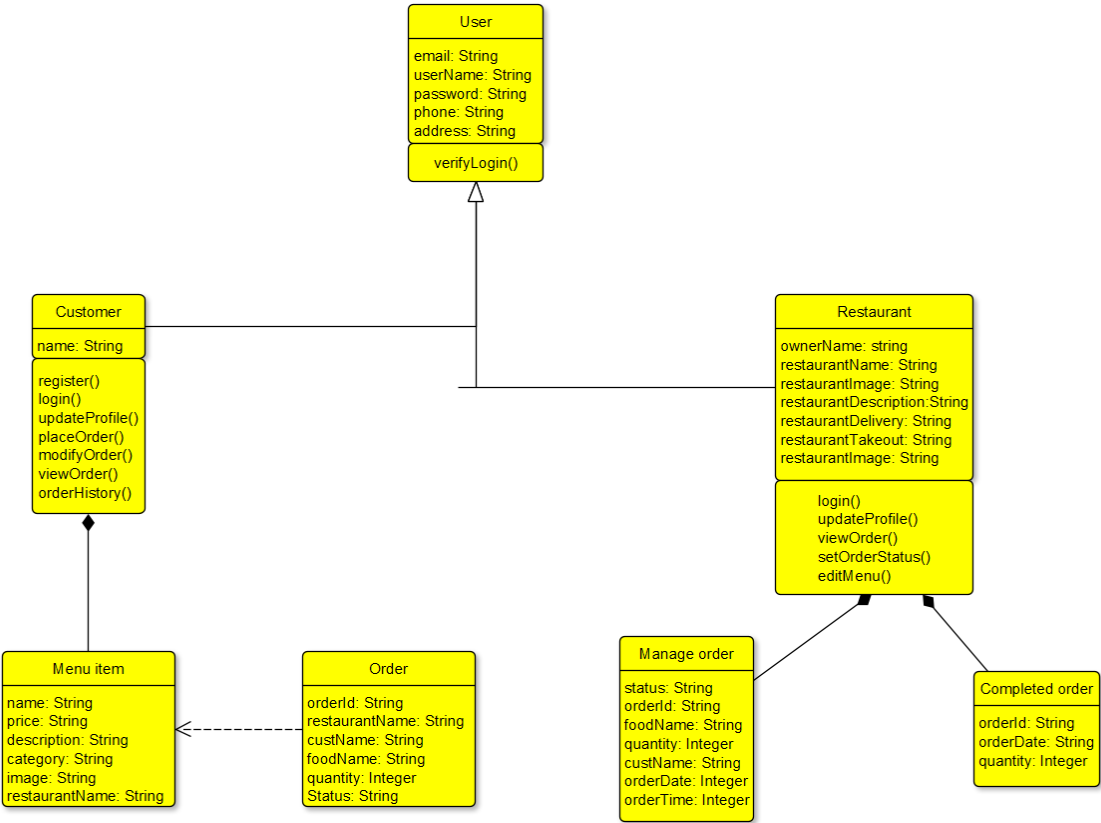 User
email: String
userName: String
password: String
phone: String
address: String
verifyLogin()
Customer
name: String
register()
login()
updateProfile()
placeOrder()
modifyOrder()
viewOrder()
orderHistory()
Restaurant
ownerName: string
restaurantName: String
restaurantImage: String
restaurantDescription:String
restaurantDelivery: String
restaurantTakeout: String
restaurantImage: String
login()
updateProfile()
viewOrder()
setOrderStatus()
editMenu()
Menu item
name: String
price: String
description: String
category: String
image: String
restaurantName: String
Order
orderId: String
restaurantName: String
custName: String
foodName: String
quantity: Integer
Status: String
Manage order
status: String
orderId: String
foodName: String
quantity: Integer
custName: String
orderDate: Integer
orderTime: Integer
Completed order
orderId: String
orderDate: String
quantity: Integer